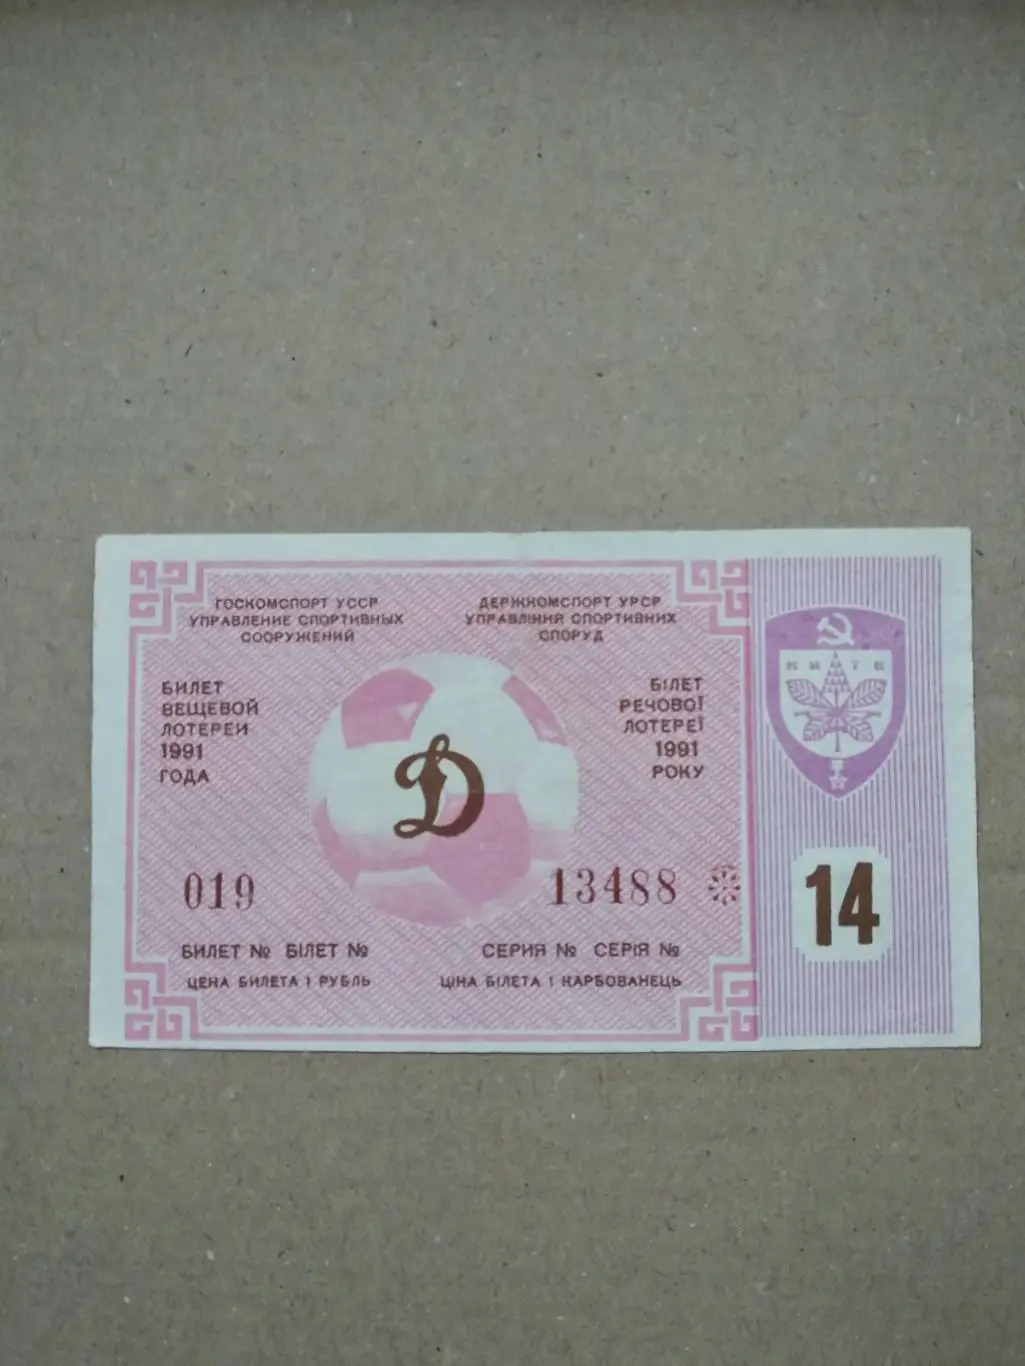 ГОСКОМСПОРТ УССР
УПРАВЛЕНИЕ СПОРТИВНЫХ
СООРУЖЕНИЙ
ДЕРЖКОМСПОРТ УРСР
УПРАВЛІННЯ СПОРТИВНИХ
СПОРУД
БИЛЕТ
ВЕЩЕВОЙ
ЛОТЕРЕИ
1991
ГОДА
БІЛЕТ
РЕЧОВОЇ
ЛОТЕРЕЇ
1991
РОКУ
Д
019
13488
БИЛЕТ № БІЛЕТ №
СЕРИЯ № СЕРІЯ №
ЦЕНА БИЛЕТА 1 РУБЛЬ
ЦІНА БІЛЕТА 1 КАРБОВАНЕЦЬ
КИЇВ
14